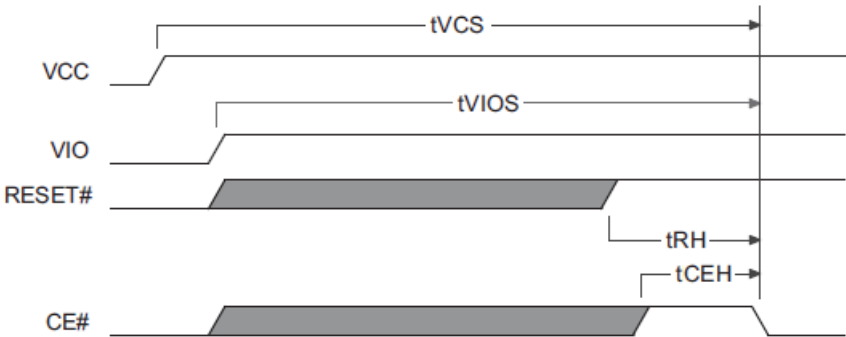 tVCS
VCC
tVIOS
VIO
RESET#
tRH
tCEH
CE#